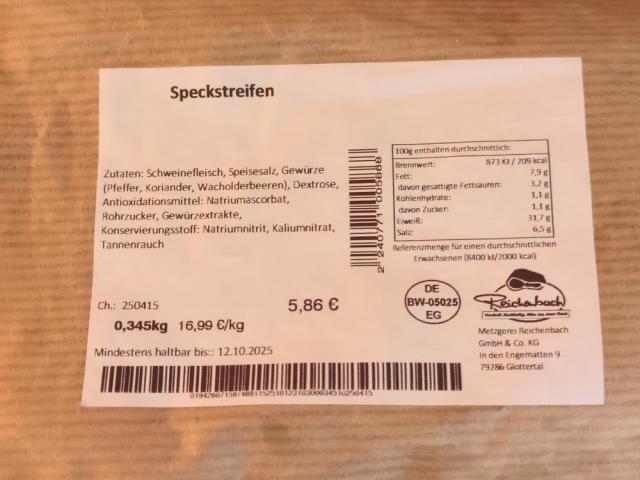 Speckstreifen
Zutaten: Schweinefleisch, Speisesalz, Gewürze
(Pfeffer, Koriander, Wacholderbeeren), Dextrose,
Antioxidationsmittel: Natriumascorbat,
Rohrzucker, Gewürzextrakte,
Konservierungsstoff: Natriumnitrit, Kaliumnitrat,
Tannenrauch
2 240771 005868
100g enthalten durchschnittlich:
Brennwert: 873 KJ / 209 kcal
Fett: 7,9 g
davon gesättigte Fettsäuren: 3,2 g
Kohlenhydrate: 1,1 g
davon Zucker: 1,1 g
Eiweiß: 31,7 g
Salz: 6,5 g
Referenzmenge für einen durchschnittlichen
Erwachsenen (8400 kJ/2000 kcal)
Ch.: 250415
5,86 €
0,345kg 16,99 €/kg
Mindestens haltbar bis:: 12.10.2025
DE
BW-05025
EG
Reichenbach
Metzgerei Reichenbach
GmbH & Co. KG
In den Engematten 9
79286 Glottertal